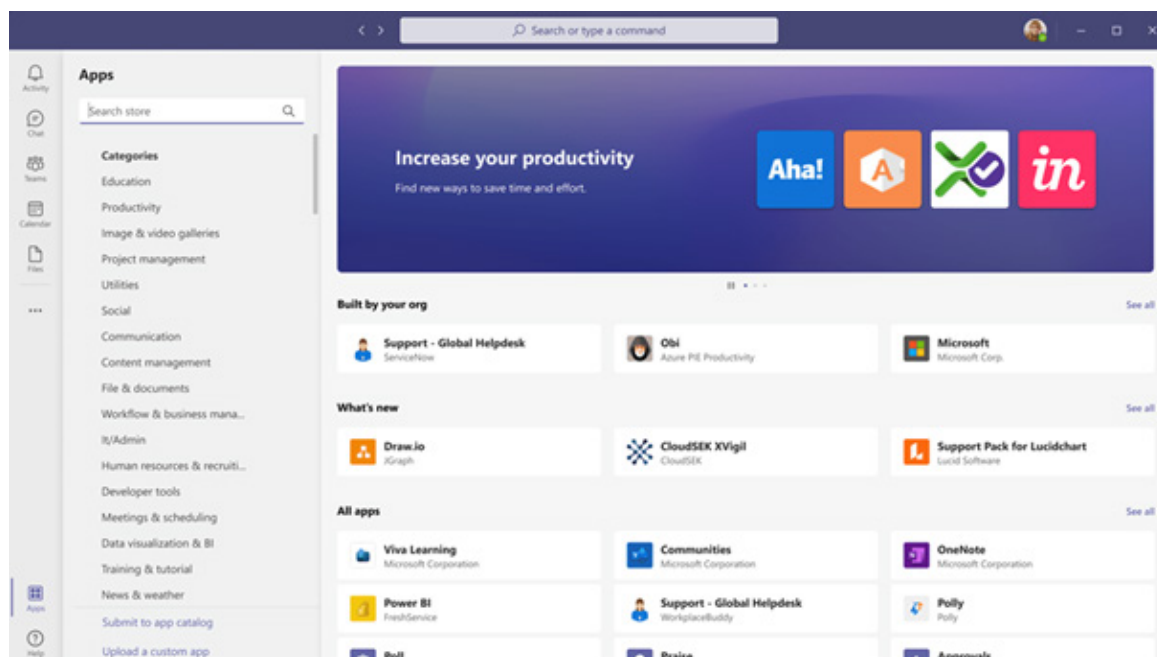 Search or type a command
Activity
Chat
Teams
Calendar
Files
Apps
Help
Apps
Search store
Categories
Education
Productivity
Image & video galleries
Project management
Utilities
Social
Communication
Content management
File & documents
Workflow & business mana...
It/Admin
Human resources & recruiti...
Developer tools
Meetings & scheduling
Data visualization & BI
Training & tutorial
News & weather
Submit to app catalog
Upload a custom app
Increase your productivity
Find new ways to save time and effort.
Aha!
A
in
Built by your org
See all
Support - Global Helpdesk
ServiceNow
Obi
Azure PIE Productivity
Microsoft
Microsoft Corp.
What's new
See all
Draw.io
JGraph
CloudSEK XVigil
CloudSEK
Support Pack for Lucidchart
Lucid Software
All apps
See all
Viva Learning
Microsoft Corporation
Communities
Microsoft Corporation
OneNote
Microsoft Corporation
Power BI
FreshService
Support - Global Helpdesk
WorkplaceBuddy
Polly
Polly
Poll
Praise
Approvals